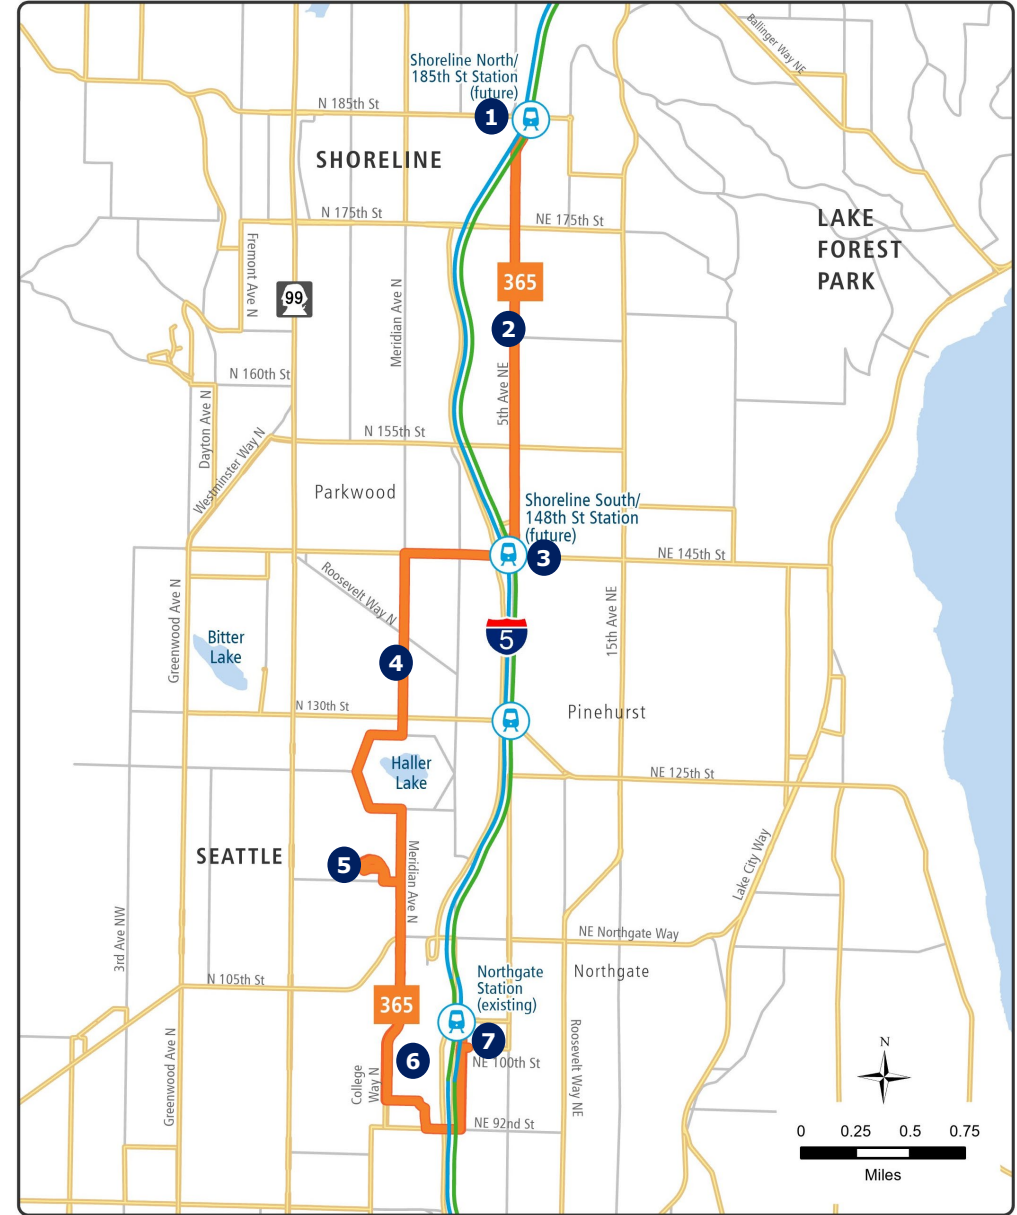 Ballinger Way NE
Shoreline North/
185th St Station
(future)
1
N 185th St
SHORELINE
N 175th St
NE 175th St
LAKE
FOREST
PARK
Fremont Ave N
99
Meridian Ave N
365
2
5th Ave NE
N 160th St
Dayton Ave N
Westminster Way N
N 155th St
Parkwood
Shoreline South/
148th St Station
(future)
3
NE 145th St
Roosevelt Way N
Greenwood Ave N
15th Ave NE
5
Bitter
Lake
4
N 130th St
Pinehurst
Haller
Lake
NE 125th St
SEATTLE
5
Meridian Ave N
Lake City Way
3rd Ave NW
NE Northgate Way
N 105th St
Northgate
Station
(existing)
Northgate
365
7
6
NE 100th St
Greenwood Ave N
College
Way N
Roosevelt Way NE
NE 92nd St
N
0 0.25 0.5 0.75
Miles